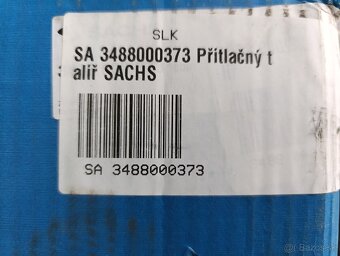 SLK
SA 3488000373 Přítlačný t
alíř SACHS
SA 3488000373